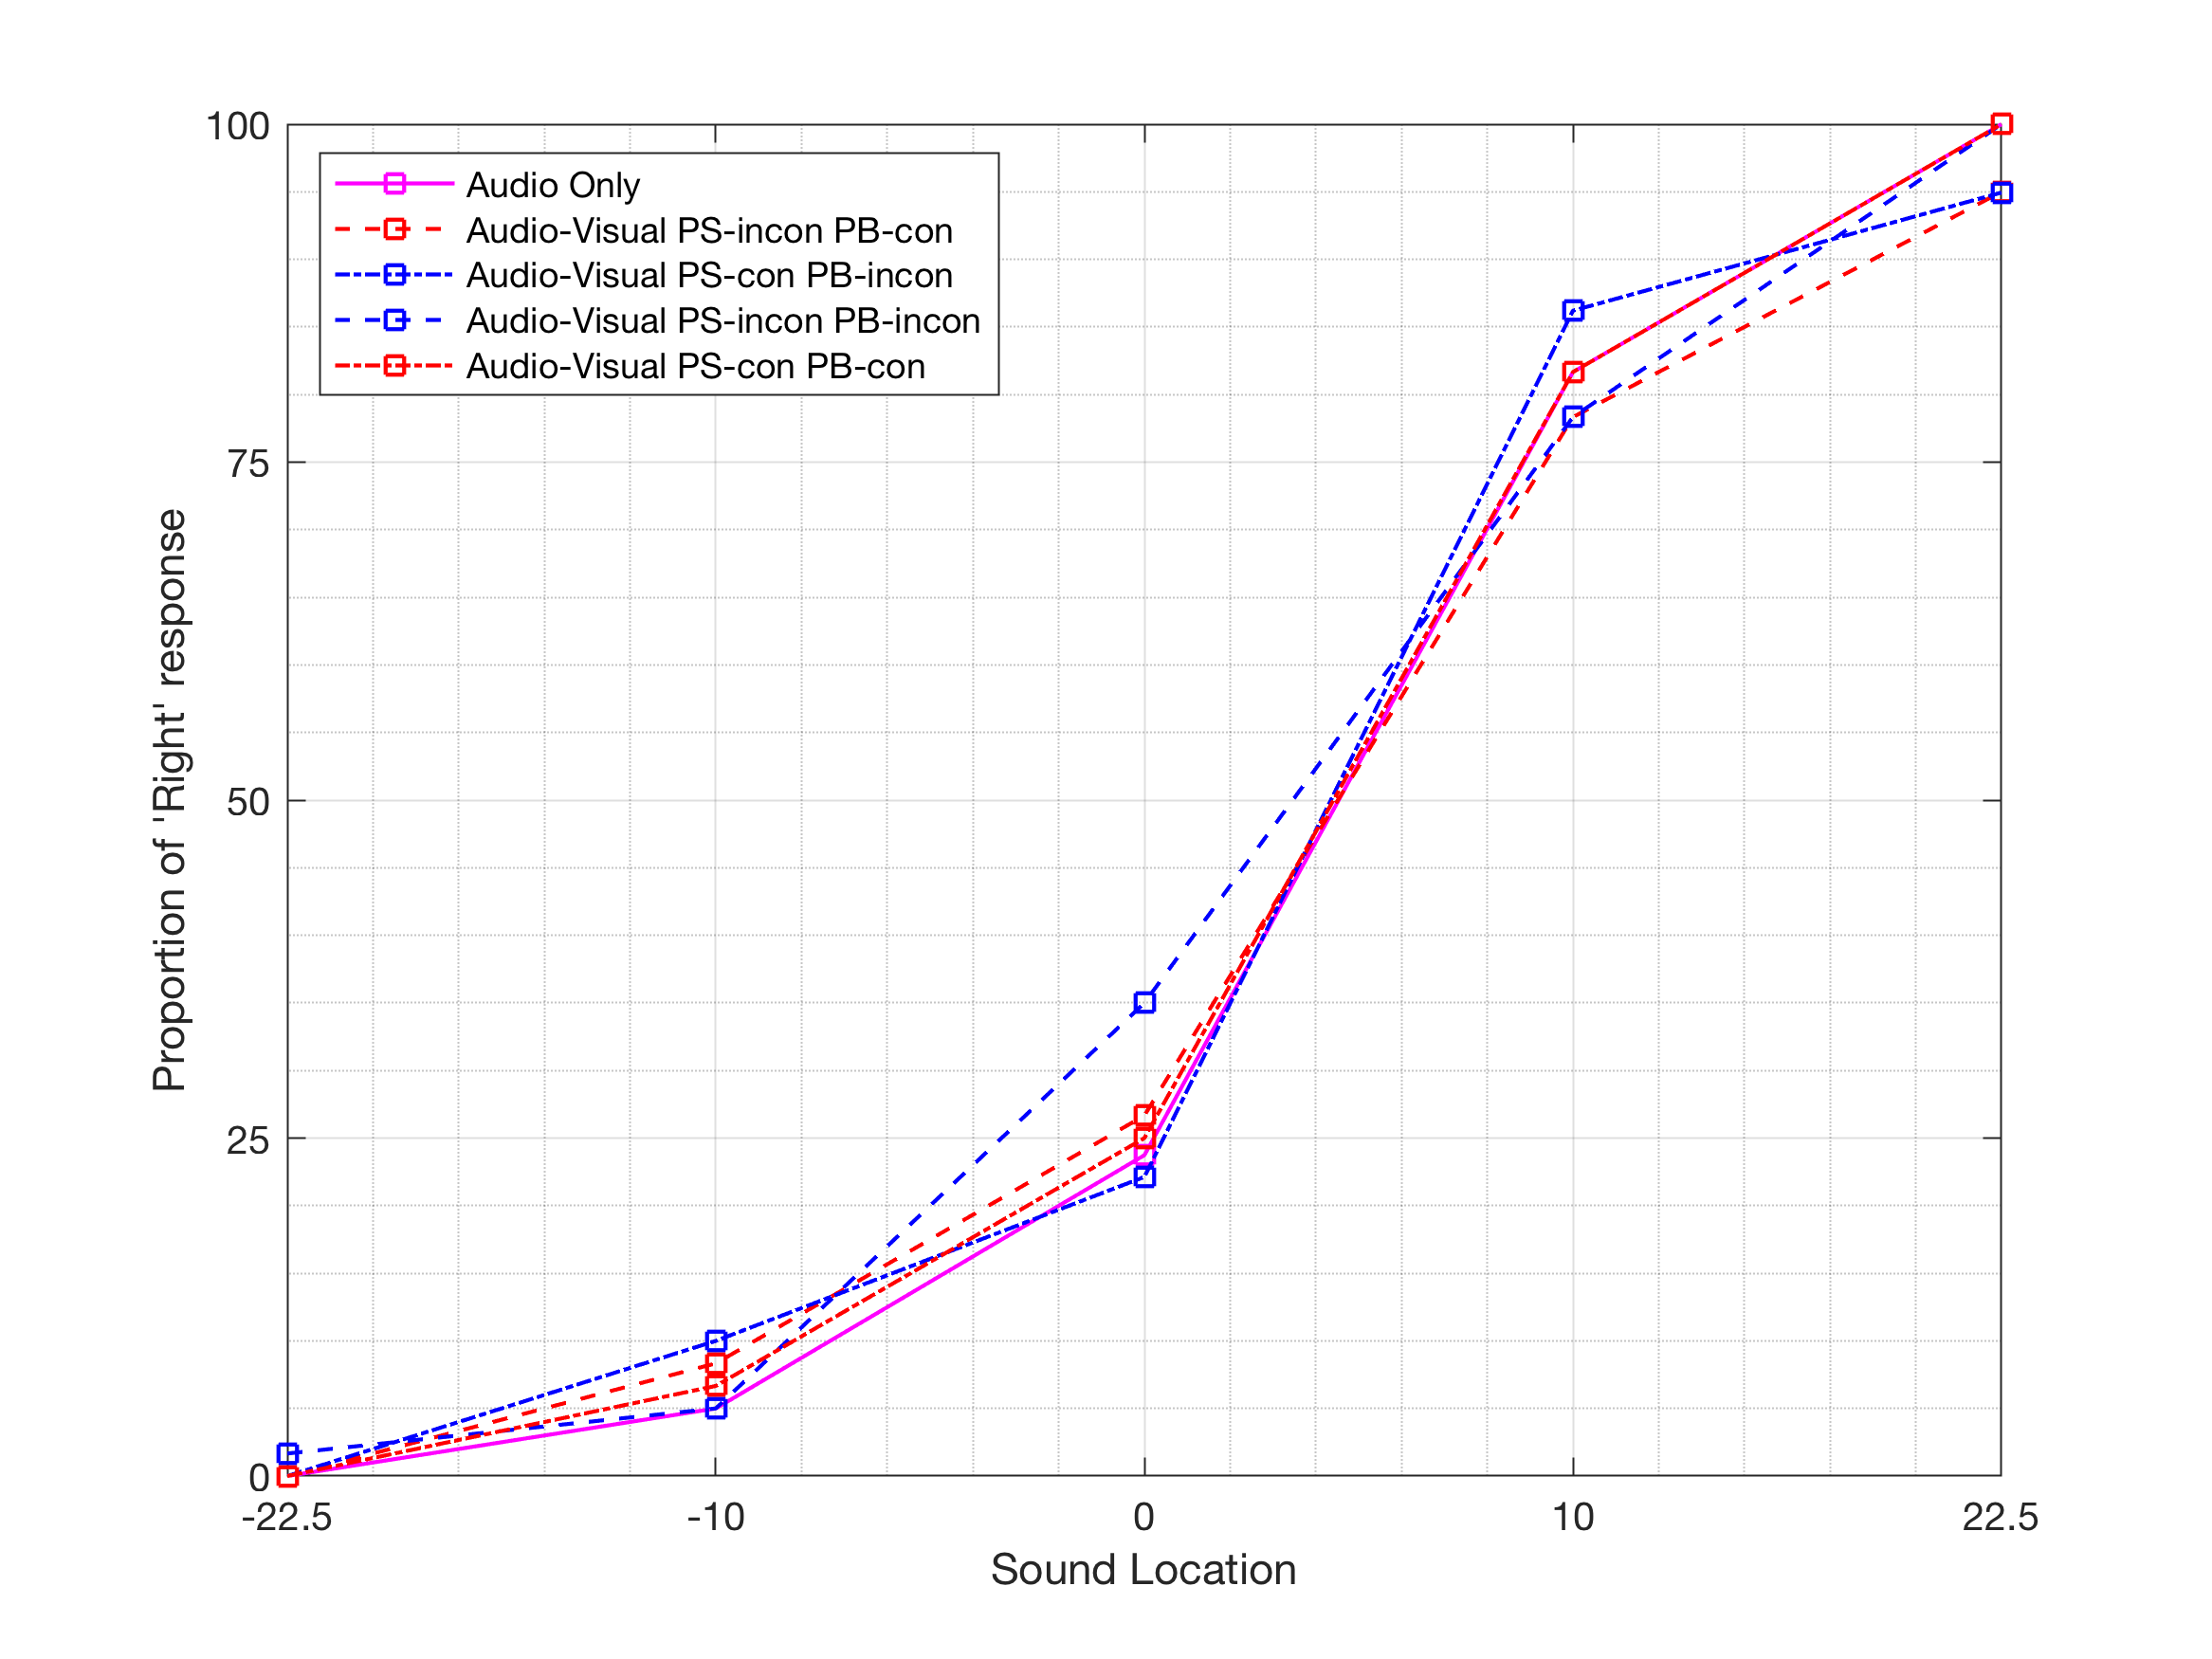 100
75
50
25
0
Proportion of 'Right' response
Audio Only
Audio-Visual PS-incon PB-con
Audio-Visual PS-con PB-incon
Audio-Visual PS-incon PB-incon
Audio-Visual PS-con PB-con
-22.5 -10 0 10 22.5
Sound Location